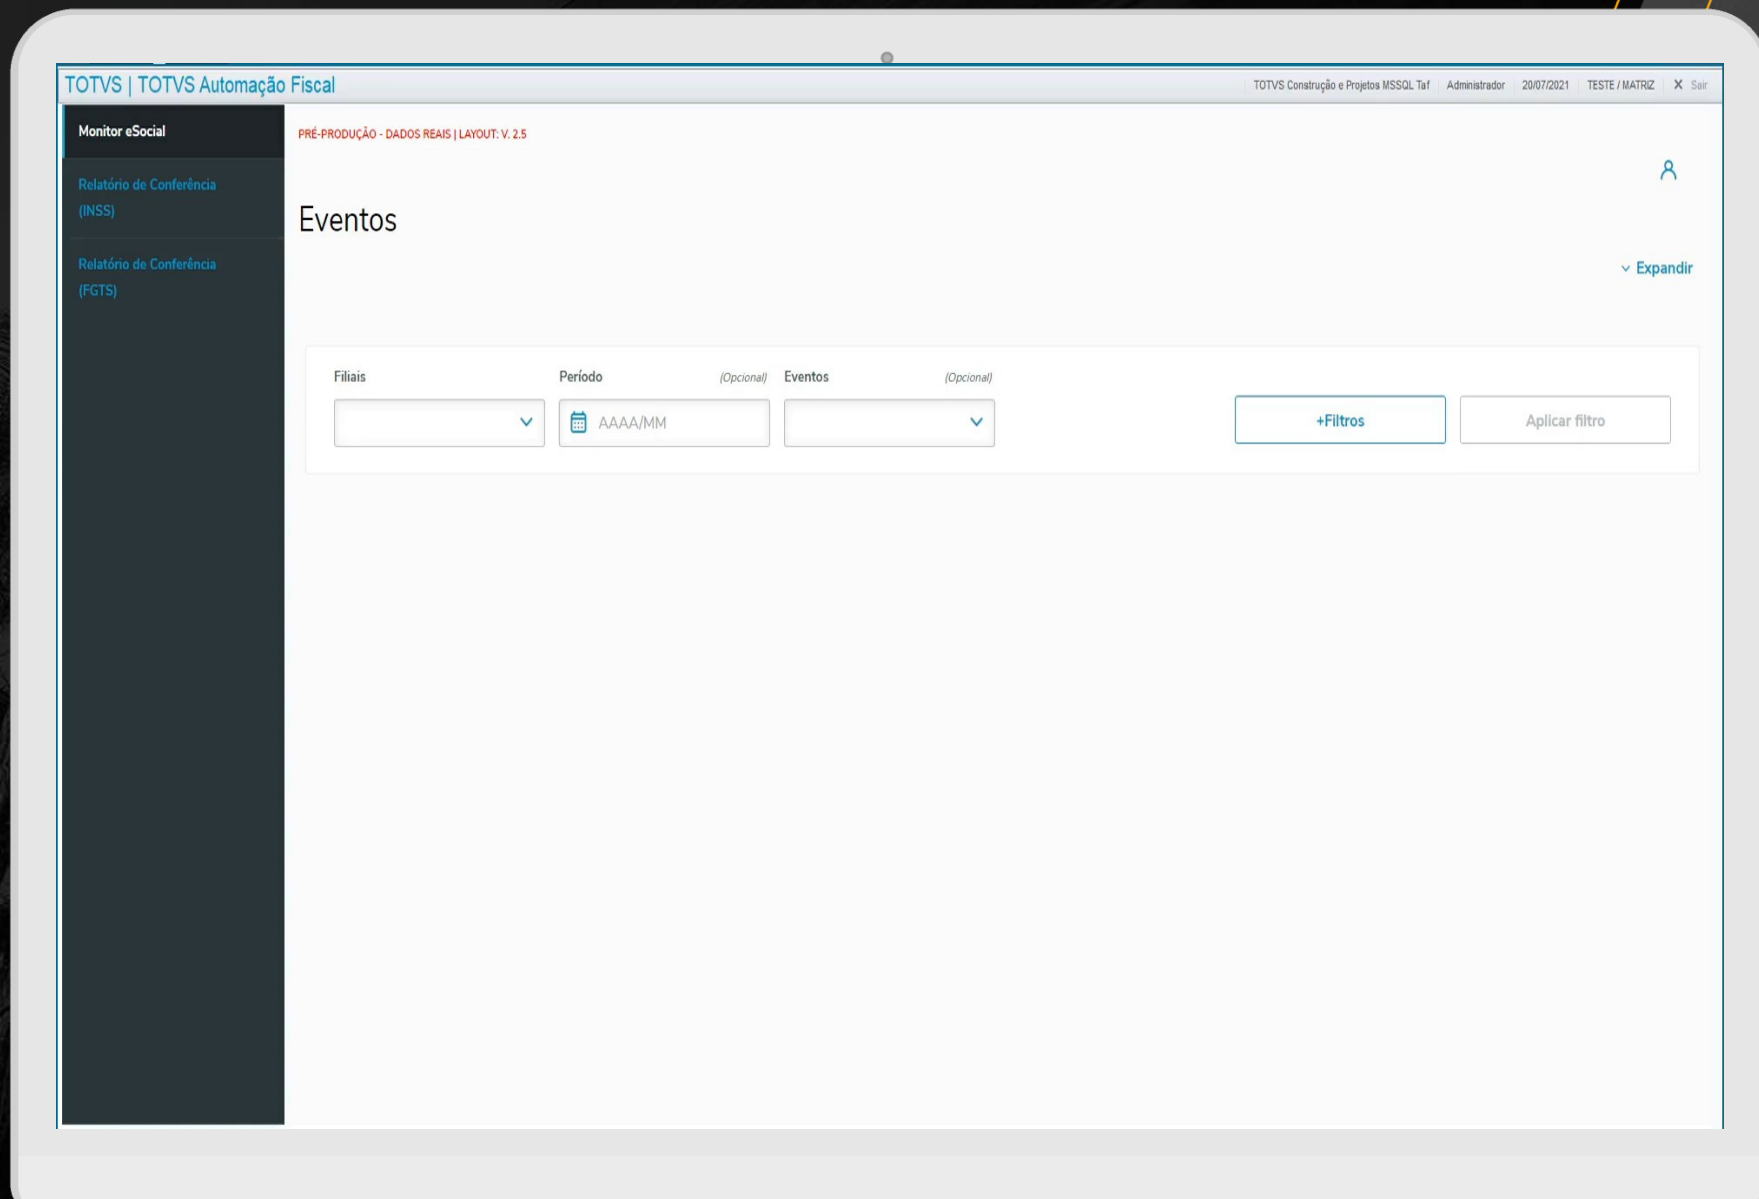 TOTVS | TOTVS Automação Fiscal
TOTVS Construção e Projetos MSSQL Taf Administrador 20/07/2021 TESTE / MATRIZ X Sair
Monitor eSocial
Relatório de Conferência
(INSS)
Relatório de Conferência
(FGTS)
PRÉ-PRODUÇÃO - DADOS REAIS | LAYOUT: V. 2.5
Eventos
Expandir
Filiais Período (Opcional) Eventos (Opcional)
AAAA/MM
+Filtros Aplicar filtro